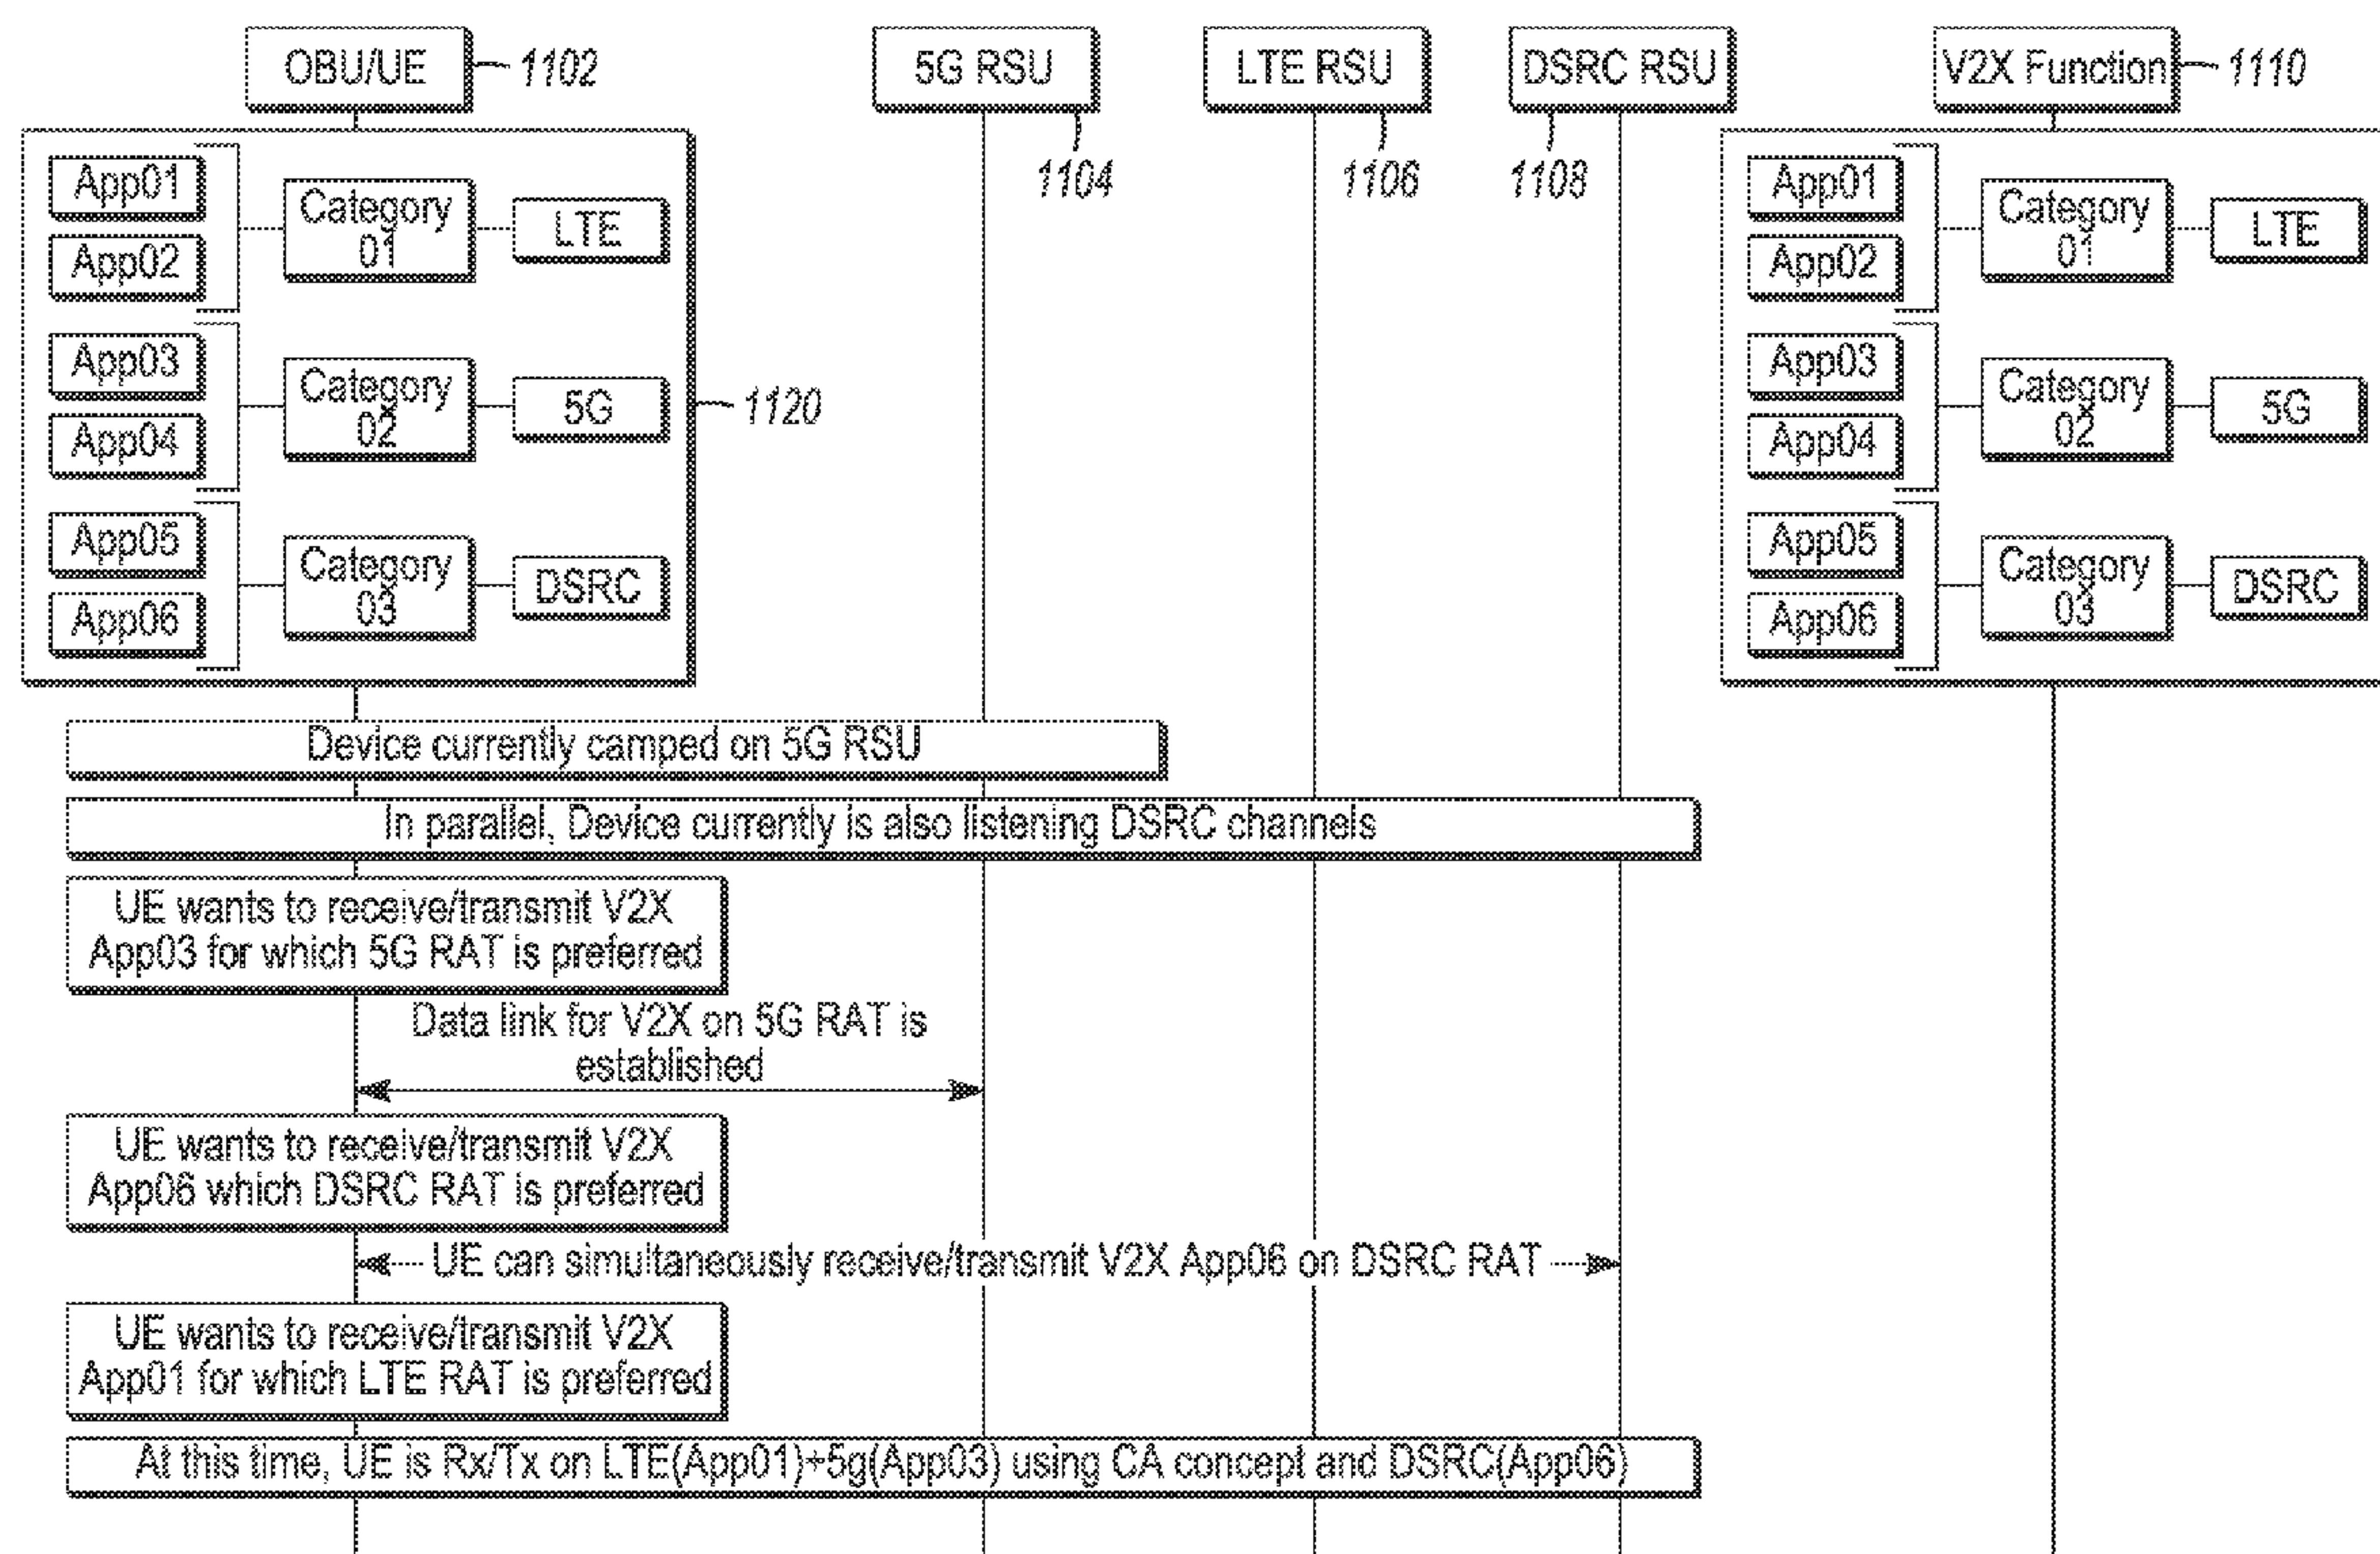 OBU/UE
1102
5G RSU
LTE RSU
DSRC RSU
V2X Function
1110
1104
1106
1108
App01
App02
Category
01
LTE
App03
App04
Category
02
5G
1120
App05
App06
Category
03
DSRC
App01
App02
Category
01
LTE
App03
App04
Category
02
5G
App05
App06
Category
03
DSRC
Device currently camped on 5G RSU
In parallel, Device currently is also listening DSRC channels
UE wants to receive/transmit V2X
App03 for which 5G RAT is preferred
Data link for V2X on 5G RAT is
established
UE wants to receive/transmit V2X
App06 which DSRC RAT is preferred
UE can simultaneously receive/transmit V2X App06 on DSRC RAT
UE wants to receive/transmit V2X
App01 for which LTE RAT is preferred
At this time, UE is Rx/Tx on LTE(App01)+5g(App03) using CA concept and DSRC(App06)